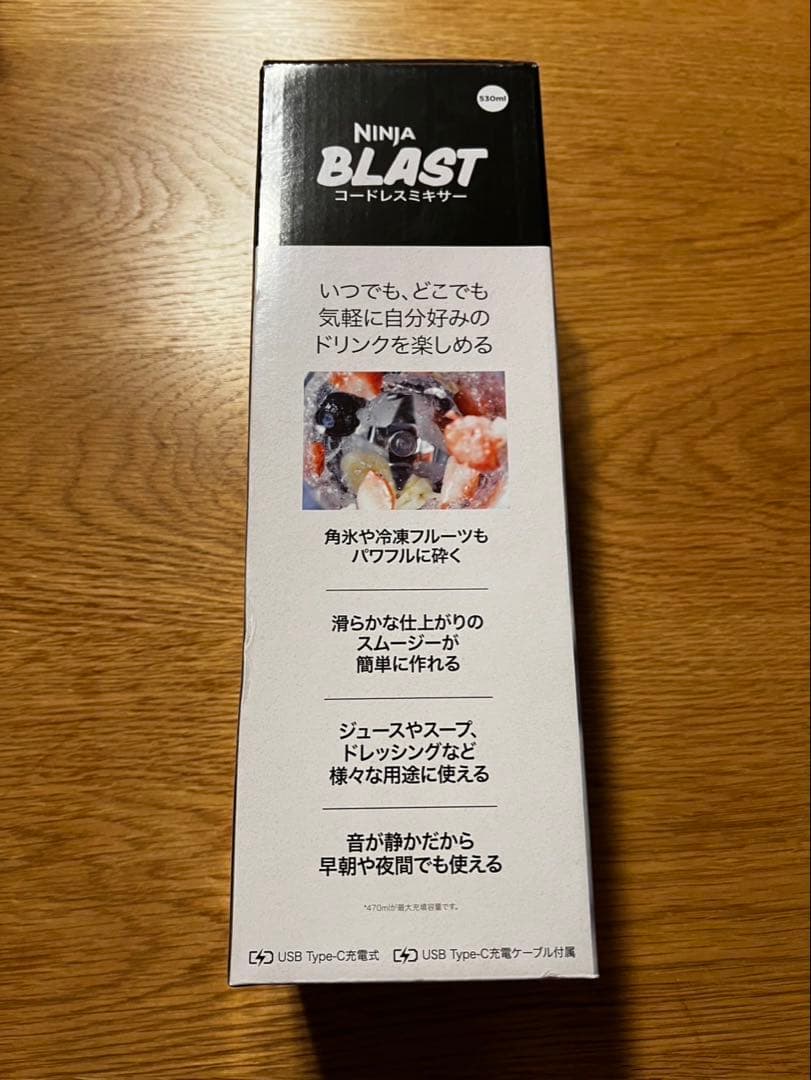 530ml
NINJA
BLAST
コードレスミキサー
いつでも、どこでも
気軽に自分好みの
ドリンクを楽しめる
角氷や冷凍フルーツも
パワフルに砕く
滑らかな仕上がりの
スムージーが
簡単に作れる
ジュースやスープ、
ドレッシングなど
様々な用途に使える
音が静かだから
早朝や夜間でも使える
*470mlが最大充填容量です。
USB Type-C充電式 USB Type-C充電ケーブル付属